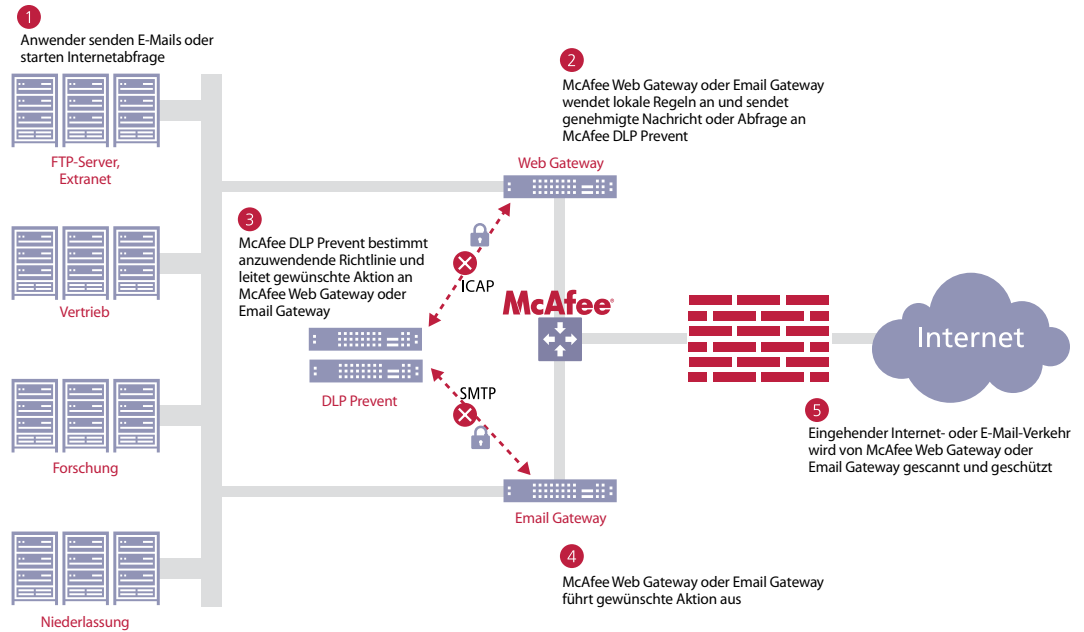 1
Anwender senden E-Mails oder
starten Internetabfrage
FTP-Server,
Extranet
Vertrieb
Forschung
Niederlassung
2
McAfee Web Gateway oder Email Gateway
wendet lokale Regeln an und sendet
genehmigte Nachricht oder Abfrage an
McAfee DLP Prevent
Web Gateway
3
McAfee DLP Prevent bestimmt
anzuwendende Richtlinie und
leitet gewünschte Aktion an
McAfee Web Gateway oder
Email Gateway
ICAP
DLP Prevent
SMTP
McAfee®
Email Gateway
4
McAfee Web Gateway oder Email Gateway
führt gewünschte Aktion aus
Internet
5
Eingehender Internet- oder E-Mail-Verkehr
wird von McAfee Web Gateway oder
Email Gateway gescannt und geschützt